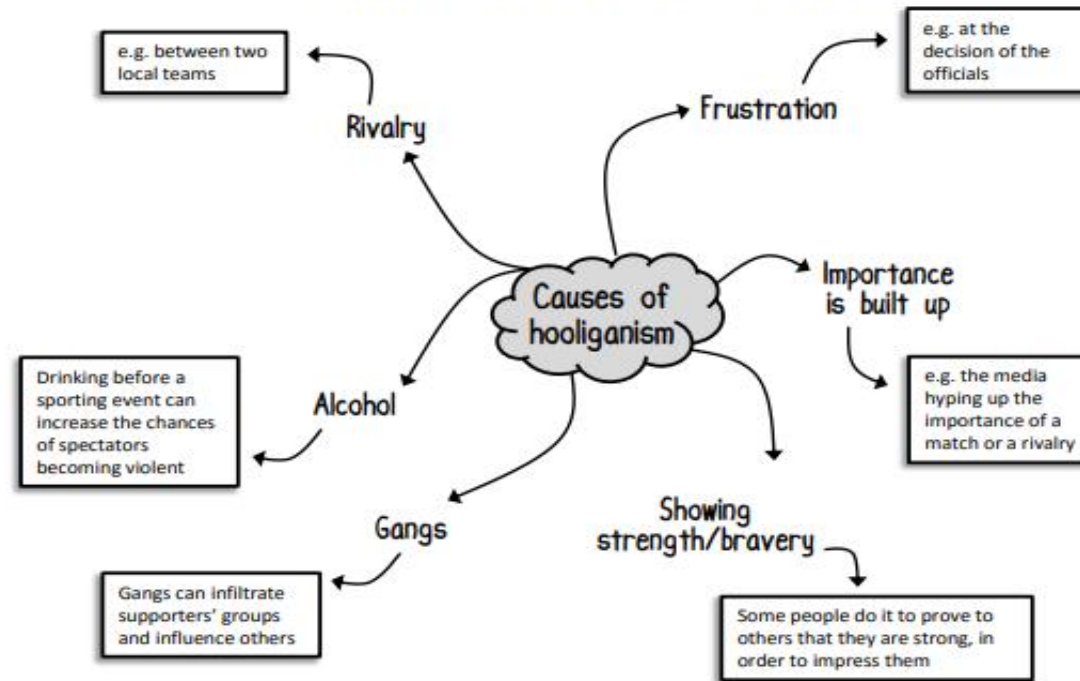 e.g. between two
local teams
Rivalry
e.g. at the
decision of the
officials
Frustration
Causes of
hooliganism
Importance
is built up
e.g. the media
hyping up the
importance of a
match or a rivalry
Drinking before a
sporting event can
increase the chances
of spectators
becoming violent
Alcohol
Gangs
Gangs can infiltrate
supporters' groups
and influence others
Showing
strength/bravery
Some people do it to prove to
others that they are strong, in
order to impress them